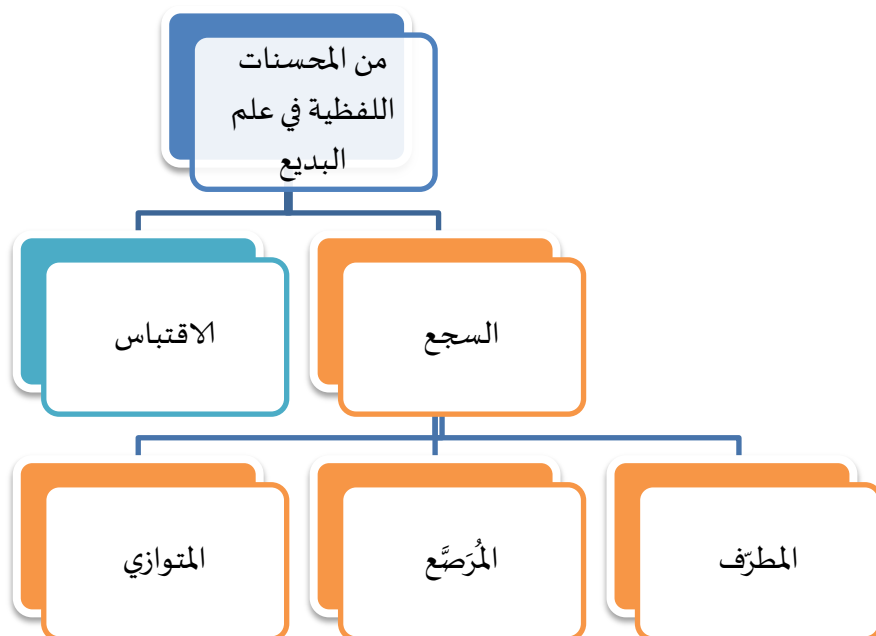 من المحسنات
اللفظية في علم
البديع
السجع
الاقتباس
المطرّف
المُرَصَّع
المتوازي